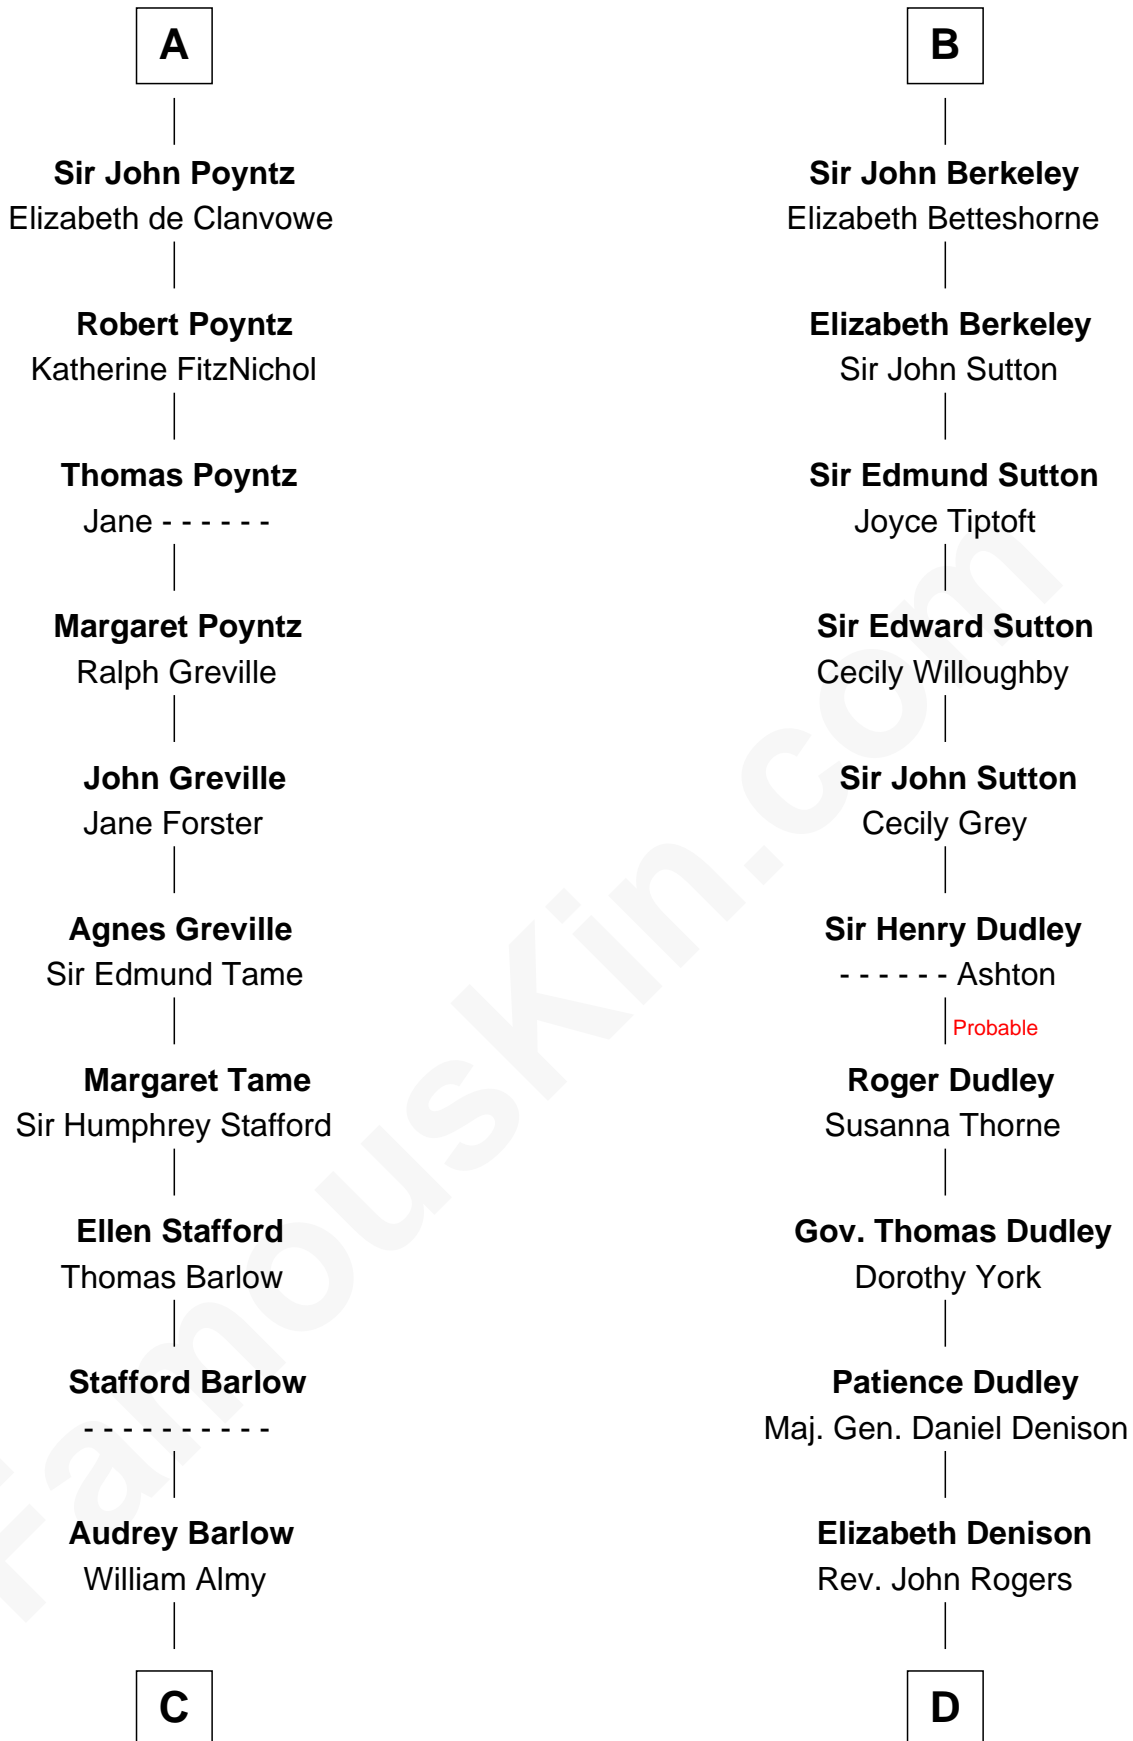 A
Sir John Poyntz
Elizabeth de Clanvowe
Robert Poyntz
Katherine FitzNichol
Thomas Poyntz
Jane - - - - - -
Margaret Poyntz
Ralph Greville
John Greville
Jane Forster
Agnes Greville
Sir Edmund Tame
Margaret Tame
Sir Humphrey Stafford
Ellen Stafford
Thomas Barlow
Stafford Barlow
- - - - - - - - - -
Audrey Barlow
William Almy
C
B
Sir John Berkeley
Elizabeth Betteshorne
Elizabeth Berkeley
Sir John Sutton
Sir Edmund Sutton
Joyce Tiptoft
Sir Edward Sutton
Cecily Willoughby
Sir John Sutton
Cecily Grey
Sir Henry Dudley
- - - - - - Ashton
Probable
Roger Dudley
Susanna Thorne
Gov. Thomas Dudley
Dorothy York
Patience Dudley
Maj. Gen. Daniel Denison
Elizabeth Denison
Rev. John Rogers
D
FamousKin.com